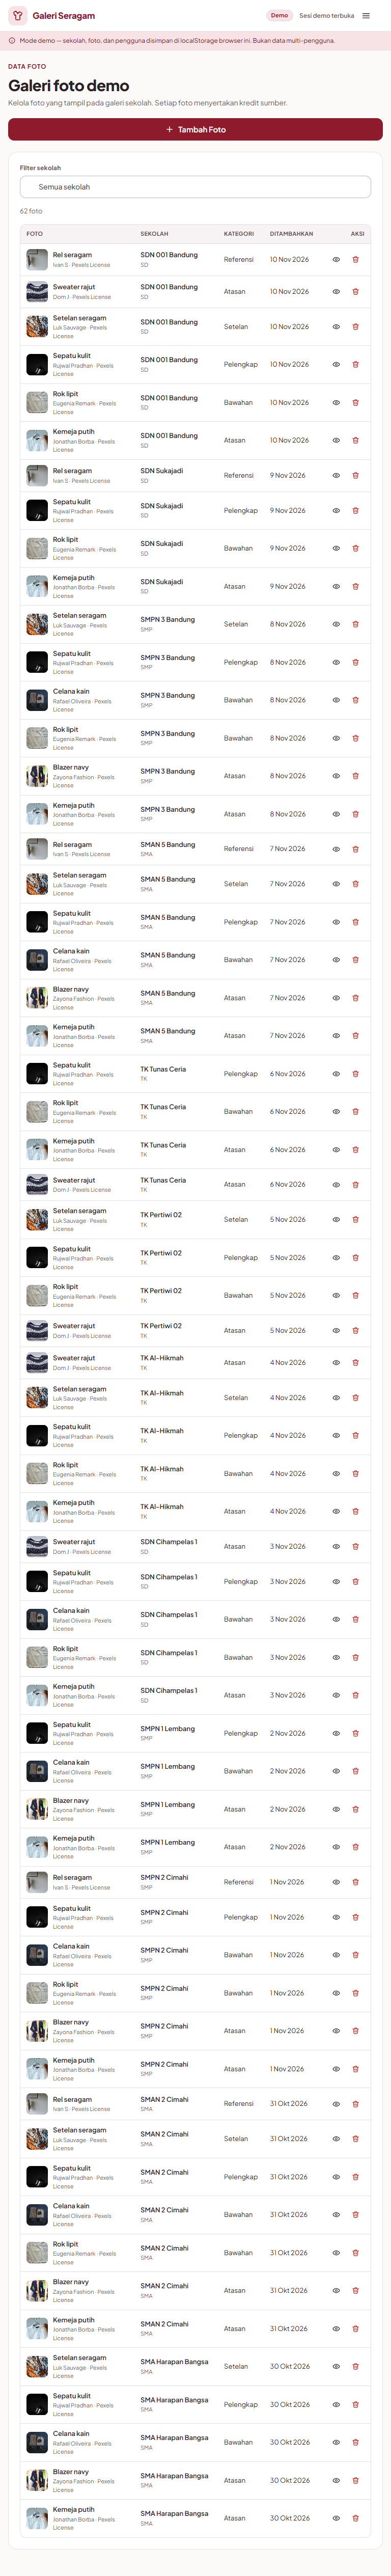 Galeri Seragam
Demo
Sesi demo terbuka
Mode demo — sekolah, foto, dan pengguna disimpan di localStorage browser ini. Bukan data multi-pengguna.
DATA FOTO
Galeri foto demo
Kelola foto yang tampil pada galeri sekolah. Setiap foto menyertakan kredit sumber.
+ Tambah Foto
Filter sekolah
Semua sekolah
62 foto
FOTO SEKOLAH KATEGORI DITAMBAHKAN AKSI
Rel seragam SDN 001 Bandung Referensi 10 Nov 2026
Ivan S · Pexels License SD
Sweater rajut SDN 001 Bandung Atasan 10 Nov 2026
Dom J · Pexels License SD
Setelan seragam SDN 001 Bandung Setelan 10 Nov 2026
Luk Sauvage · Pexels SD
License
Sepatu kulit SDN 001 Bandung Pelengkap 10 Nov 2026
Rujwal Pradhan · Pexels SD
License
Rok lipit SDN 001 Bandung Bawahan 10 Nov 2026
Eugenia Remark · Pexels SD
License
Kemeja putih SDN 001 Bandung Atasan 10 Nov 2026
Jonathan Borba · Pexels SD
License
Rel seragam SDN Sukajadi Referensi 9 Nov 2026
Ivan S · Pexels License SD
Sepatu kulit SDN Sukajadi Pelengkap 9 Nov 2026
Rujwal Pradhan · Pexels SD
License
Rok lipit SDN Sukajadi Bawahan 9 Nov 2026
Eugenia Remark · Pexels SD
License
Kemeja putih SDN Sukajadi Atasan 9 Nov 2026
Jonathan Borba · Pexels SD
License
Setelan seragam SMPN 3 Bandung Setelan 8 Nov 2026
Luk Sauvage · Pexels SMP
License
Sepatu kulit SMPN 3 Bandung Pelengkap 8 Nov 2026
Rujwal Pradhan · Pexels SMP
License
Celana kain SMPN 3 Bandung Bawahan 8 Nov 2026
Rafael Oliveira · Pexels SMP
License
Rok lipit SMPN 3 Bandung Bawahan 8 Nov 2026
Eugenia Remark · Pexels SMP
License
Blazer navy SMPN 3 Bandung Atasan 8 Nov 2026
Zayona Fashion · Pexels SMP
License
Kemeja putih SMPN 3 Bandung Atasan 8 Nov 2026
Jonathan Borba · Pexels SMP
License
Rel seragam SMAN 5 Bandung Referensi 7 Nov 2026
Ivan S · Pexels License SMA
Setelan seragam SMAN 5 Bandung Setelan 7 Nov 2026
Luk Sauvage · Pexels SMA
License
Sepatu kulit SMAN 5 Bandung Pelengkap 7 Nov 2026
Rujwal Pradhan · Pexels SMA
License
Celana kain SMAN 5 Bandung Bawahan 7 Nov 2026
Rafael Oliveira · Pexels SMA
License
Blazer navy SMAN 5 Bandung Atasan 7 Nov 2026
Zayona Fashion · Pexels SMA
License
Kemeja putih SMAN 5 Bandung Atasan 7 Nov 2026
Jonathan Borba · Pexels SMA
License
Sepatu kulit TK Tunas Ceria Pelengkap 6 Nov 2026
Rujwal Pradhan · Pexels TK
License
Rok lipit TK Tunas Ceria Bawahan 6 Nov 2026
Eugenia Remark · Pexels TK
License
Kemeja putih TK Tunas Ceria Atasan 6 Nov 2026
Jonathan Borba · Pexels TK
License
Sweater rajut TK Tunas Ceria Atasan 6 Nov 2026
Dom J · Pexels License TK
Setelan seragam TK Pertiwi 02 Setelan 5 Nov 2026
Luk Sauvage · Pexels TK
License
Sepatu kulit TK Pertiwi 02 Pelengkap 5 Nov 2026
Rujwal Pradhan · Pexels TK
License
Rok lipit TK Pertiwi 02 Bawahan 5 Nov 2026
Eugenia Remark · Pexels TK
License
Sweater rajut TK Pertiwi 02 Atasan 5 Nov 2026
Dom J · Pexels License TK
Sweater rajut TK Al-Hikmah Atasan 4 Nov 2026
Dom J · Pexels License TK
Setelan seragam TK Al-Hikmah Setelan 4 Nov 2026
Luk Sauvage · Pexels TK
License
Sepatu kulit TK Al-Hikmah Pelengkap 4 Nov 2026
Rujwal Pradhan · Pexels TK
License
Rok lipit TK Al-Hikmah Bawahan 4 Nov 2026
Eugenia Remark · Pexels TK
License
Kemeja putih TK Al-Hikmah Atasan 4 Nov 2026
Jonathan Borba · Pexels TK
License
Sweater rajut SDN Cihampelas 1 Atasan 3 Nov 2026
Dom J · Pexels License SD
Sepatu kulit SDN Cihampelas 1 Pelengkap 3 Nov 2026
Rujwal Pradhan · Pexels SD
License
Celana kain SDN Cihampelas 1 Bawahan 3 Nov 2026
Rafael Oliveira · Pexels SD
License
Rok lipit SDN Cihampelas 1 Bawahan 3 Nov 2026
Eugenia Remark · Pexels SD
License
Kemeja putih SDN Cihampelas 1 Atasan 3 Nov 2026
Jonathan Borba · Pexels SD
License
Sepatu kulit SMPN 1 Lembang Pelengkap 2 Nov 2026
Rujwal Pradhan · Pexels SMP
License
Celana kain SMPN 1 Lembang Bawahan 2 Nov 2026
Rafael Oliveira · Pexels SMP
License
Blazer navy SMPN 1 Lembang Atasan 2 Nov 2026
Zayona Fashion · Pexels SMP
License
Kemeja putih SMPN 1 Lembang Atasan 2 Nov 2026
Jonathan Borba · Pexels SMP
License
Rel seragam SMPN 2 Cimahi Referensi 1 Nov 2026
Ivan S · Pexels License SMP
Sepatu kulit SMPN 2 Cimahi Pelengkap 1 Nov 2026
Rujwal Pradhan · Pexels SMP
License
Celana kain SMPN 2 Cimahi Bawahan 1 Nov 2026
Rafael Oliveira · Pexels SMP
License
Rok lipit SMPN 2 Cimahi Bawahan 1 Nov 2026
Eugenia Remark · Pexels SMP
License
Blazer navy SMPN 2 Cimahi Atasan 1 Nov 2026
Zayona Fashion · Pexels SMP
License
Kemeja putih SMPN 2 Cimahi Atasan 1 Nov 2026
Jonathan Borba · Pexels SMP
License
Rel seragam SMAN 2 Cimahi Referensi 31 Okt 2026
Ivan S · Pexels License SMA
Setelan seragam SMAN 2 Cimahi Setelan 31 Okt 2026
Luk Sauvage · Pexels SMA
License
Sepatu kulit SMAN 2 Cimahi Pelengkap 31 Okt 2026
Rujwal Pradhan · Pexels SMA
License
Celana kain SMAN 2 Cimahi Bawahan 31 Okt 2026
Rafael Oliveira · Pexels SMA
License
Rok lipit SMAN 2 Cimahi Bawahan 31 Okt 2026
Eugenia Remark · Pexels SMA
License
Blazer navy SMAN 2 Cimahi Atasan 31 Okt 2026
Zayona Fashion · Pexels SMA
License
Kemeja putih SMAN 2 Cimahi Atasan 31 Okt 2026
Jonathan Borba · Pexels SMA
License
Setelan seragam SMA Harapan Bangsa Setelan 30 Okt 2026
Luk Sauvage · Pexels SMA
License
Sepatu kulit SMA Harapan Bangsa Pelengkap 30 Okt 2026
Rujwal Pradhan · Pexels SMA
License
Celana kain SMA Harapan Bangsa Bawahan 30 Okt 2026
Rafael Oliveira · Pexels SMA
License
Blazer navy SMA Harapan Bangsa Atasan 30 Okt 2026
Zayona Fashion · Pexels SMA
License
Kemeja putih SMA Harapan Bangsa Atasan 30 Okt 2026
Jonathan Borba · Pexels SMA
License